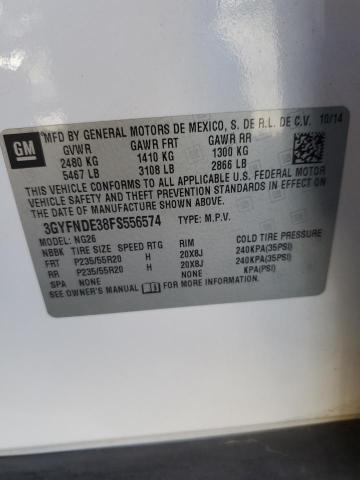 GM
MFD BY GENERAL MOTORS DE MEXICO, S. DE R.L. DE C.V. 10/14
GVWR GAWR FRT GAWR RR
2480 KG 1410 KG 1300 KG
5467 LB 3108 LB 2866 LB
THIS VEHICLE CONFORMS TO ALL APPLICABLE U.S. FEDERAL MOTOR
VEHICLE SAFETY, BUMPER, AND THEFT PREVENTION STANDARDS IN
EFFECT ON THE DATE OF MANUFACTURE SHOWN ABOVE.
3GYFNDE38FS556574 TYPE: M.P.V.
MODEL: NG26
NBBK TIRE SIZE SPEED RTG RIM COLD TIRE PRESSURE
FRT P235/55R20 H 20X8J 240KPA(35PSI)
RR P235/55R20 H 20X8J 240KPA(35PSI)
SPA NONE NONE KPA(PSI)
SEE OWNER'S MANUAL FOR ADDITIONAL INFORMATION.